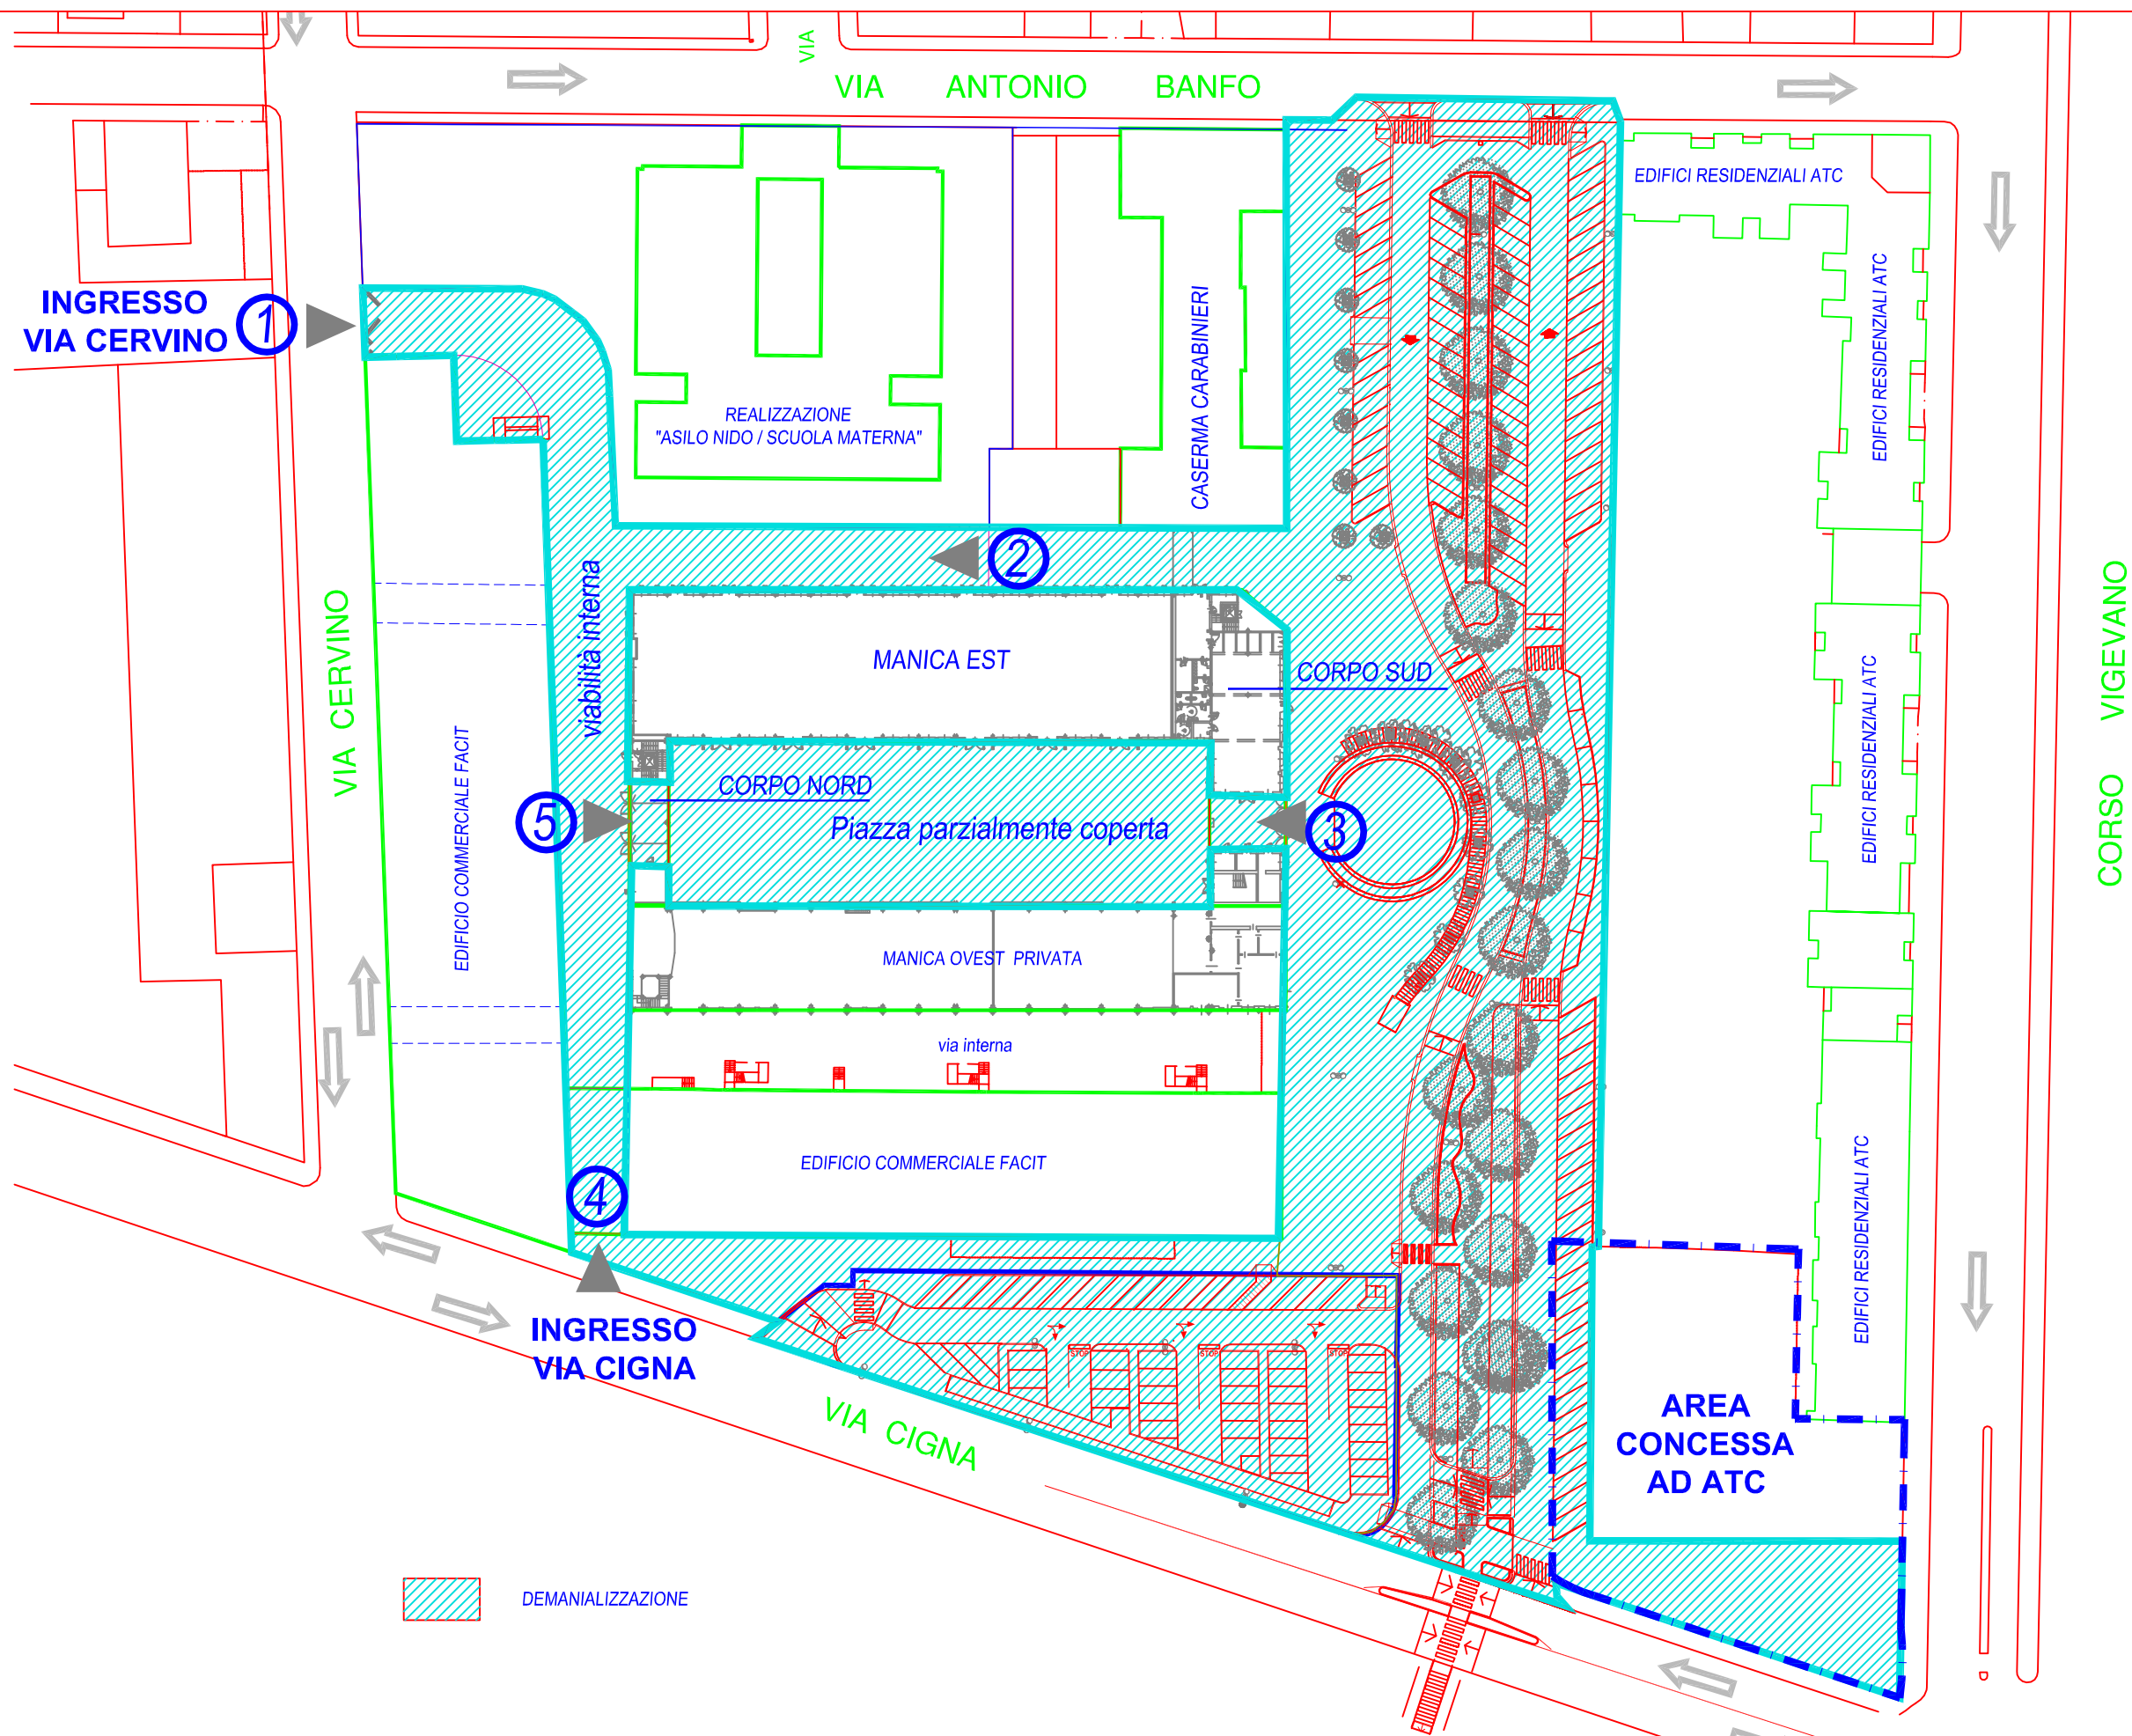 VIA
VIA ANTONIO BANFO
EDIFICI RESIDENZIALI ATC
EDIFICI RESIDENZIALI ATC
INGRESSO
VIA CERVINO
1
REALIZZAZIONE
"ASILO NIDO / SCUOLA MATERNA"
CASERMA CARABINIERI
2
viabilità interna
VIA CERVINO
MANICA EST
CORPO SUD
CORSO VIGEVANO
EDIFICI RESIDENZIALI ATC
EDIFICIO COMMERCIALE FACIT
CORPO NORD
5
Piazza parzialmente coperta
3
MANICA OVEST PRIVATA
via interna
EDIFICIO COMMERCIALE FACIT
4
EDIFICI RESIDENZIALI ATC
INGRESSO
VIA CIGNA
STOP
STOP
STOP
VIA CIGNA
AREA
CONCESSA
AD ATC
DEMANIALIZZAZIONE